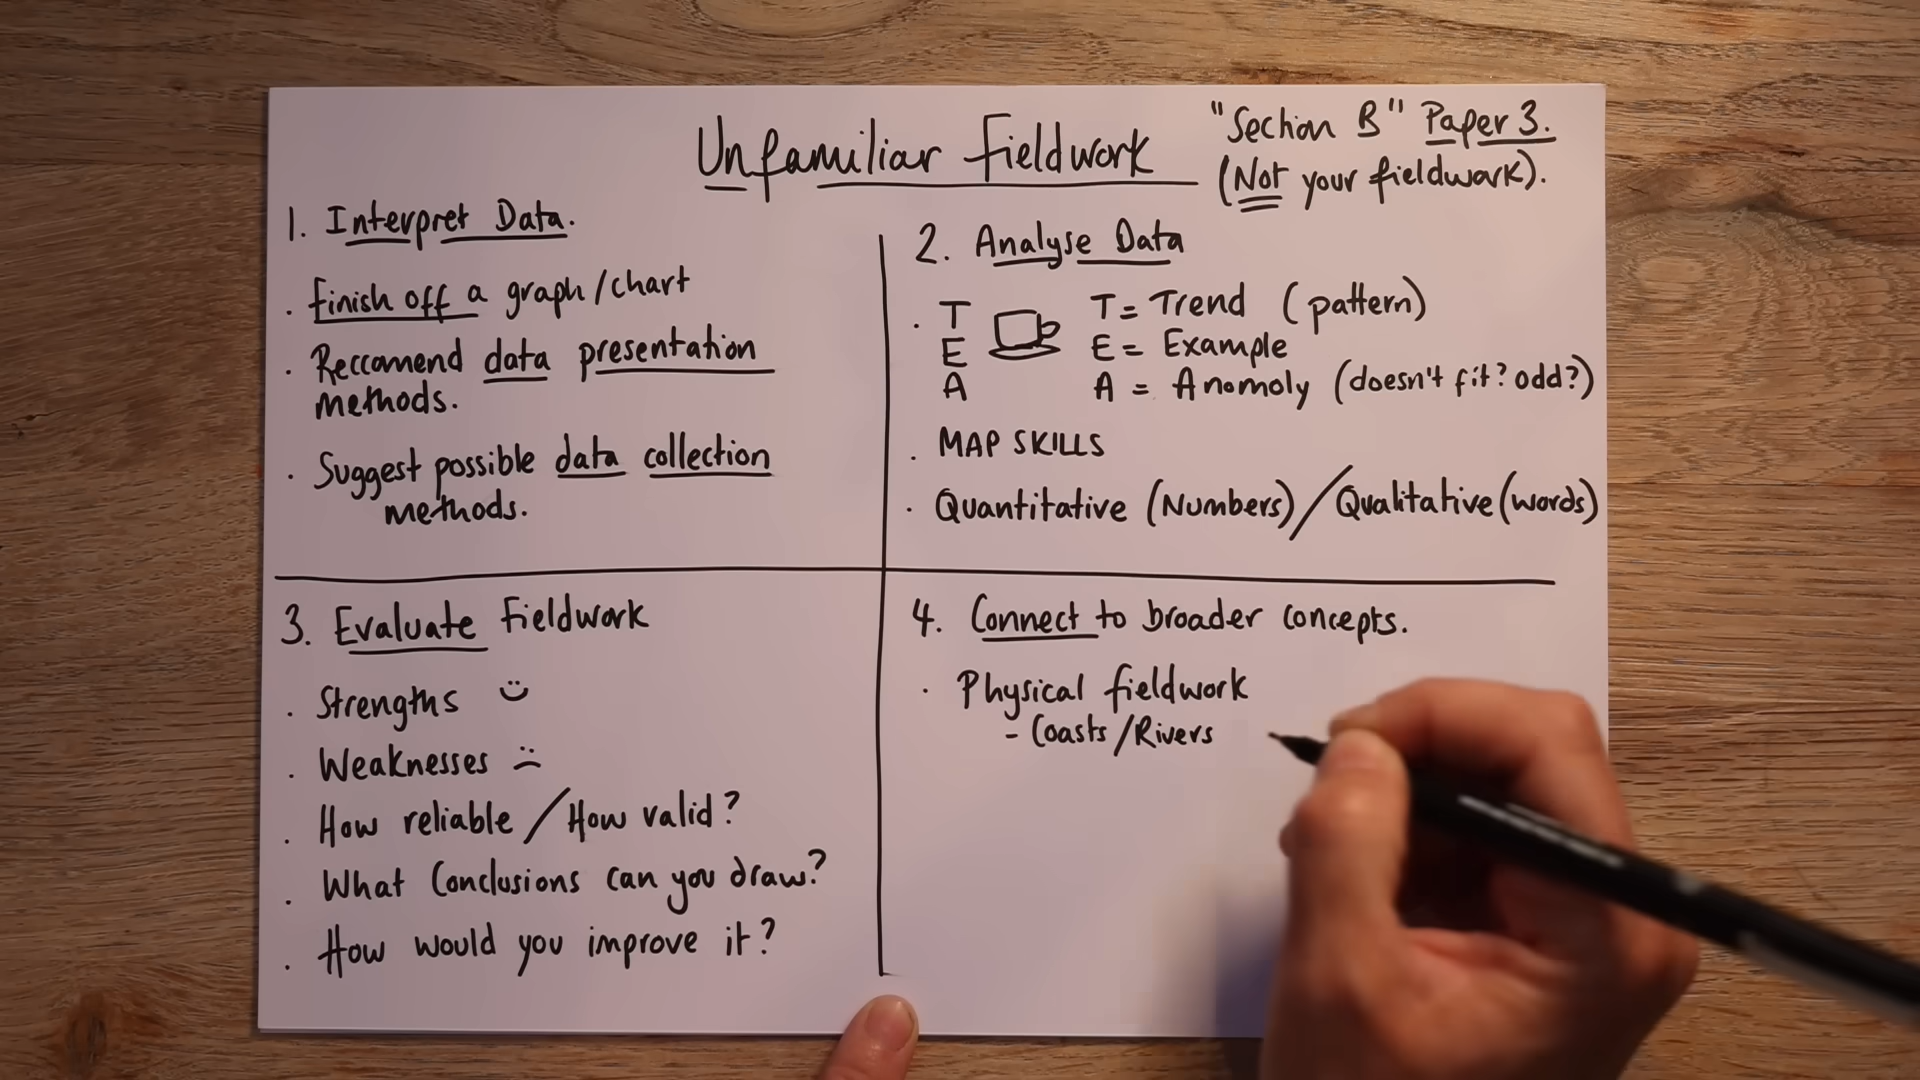 Unfamiliar Fieldwork
"Section B" Paper 3.
(Not your fieldwork).
1. Interpret Data.
. Finish off a graph/chart
. Reccomend data presentation
methods.
. Suggest possible data collection
methods.
2. Analyse Data
. T T = Trend (pattern)
E E = Example
A A = Anomoly (doesn't fit? odd?)
. MAP SKILLS
. Quantitative (Numbers)/Qualitative (words)
3. Evaluate Fieldwork
. Strengths
. Weaknesses
. How reliable/How valid?
. What Conclusions can you draw?
. How would you improve it?
4. Connect to broader concepts.
. Physical fieldwork
- Coasts/Rivers